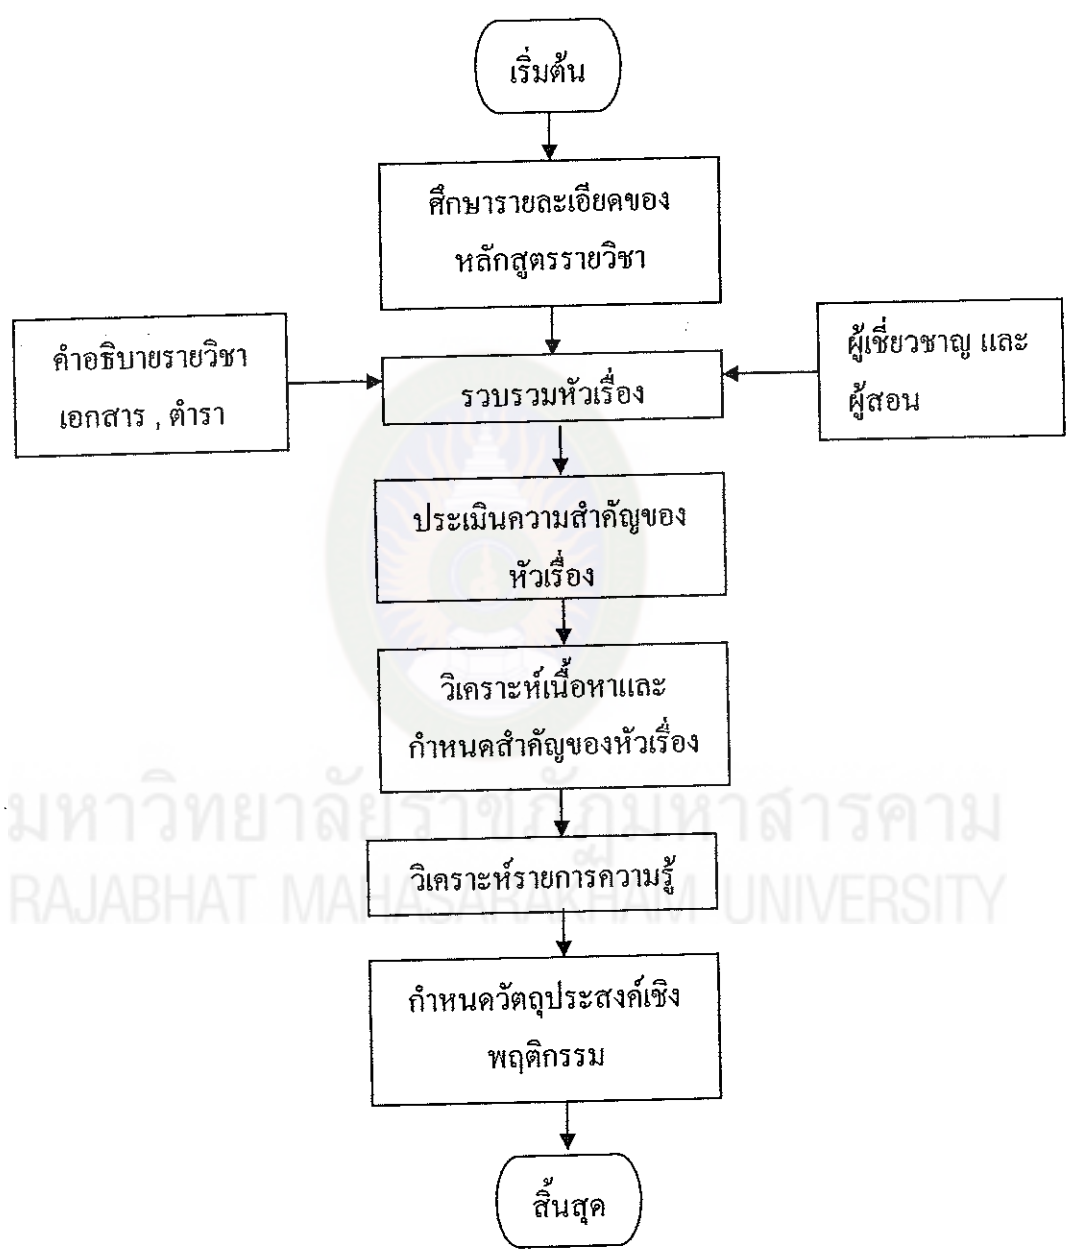 เริ่มต้น
ศึกษารายละเอียดของ
หลักสูตรรายวิชา
คำอธิบายรายวิชา
เอกสาร , ตำรา
รวบรวมหัวเรื่อง
ผู้เชี่ยวชาญ และ
ผู้สอน
ประเมินความสำคัญของ
หัวเรื่อง
วิเคราะห์เนื้อหาและ
กำหนดสำคัญของหัวเรื่อง
มหาวิทยาลัยราชภัฏมหาสารคาม
วิเคราะห์รายการความรู้
RAJABHAT MAHASARAKHAM UNIVERSITY
กำหนดวัตถุประสงค์เชิง
พฤติกรรม
สิ้นสุด